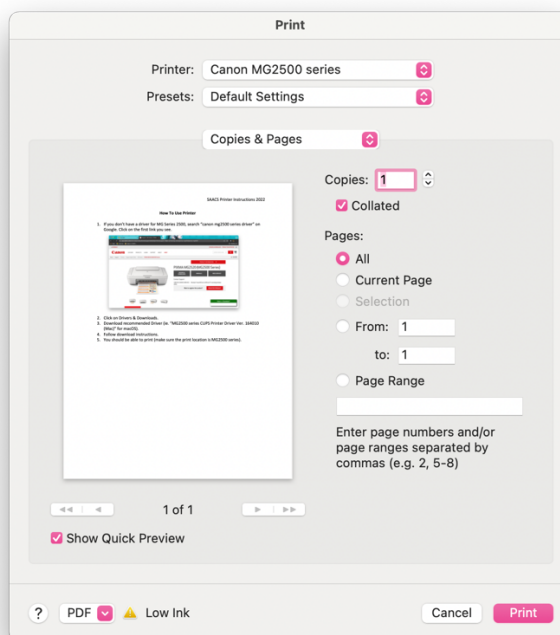 Print
Printer: Canon MG2500 series
Presets: Default Settings
Copies & Pages
SAACS Printer Instructions 2022
How To Use Printer
1. If you don't have a driver for MG Series 2500, search "canon mg2500 series driver" on
Google. Click on the first link you see.
Canon
2. Click on Drivers & Downloads.
3. Download recommended Driver (ie. "MG2500 series CUPS Printer Driver Ver. 164020
(Mac)" for macOS).
4. Follow download instructions.
5. You should be able to print (make sure the print location is MG2500 series).
1 of 1
Show Quick Preview
Copies: 1
Collated
Pages:
All
Current Page
Selection
From: 1
to: 1
Page Range
Enter page numbers and/or
page ranges separated by
commas (e.g. 2, 5-8)
? PDF Low Ink Cancel Print